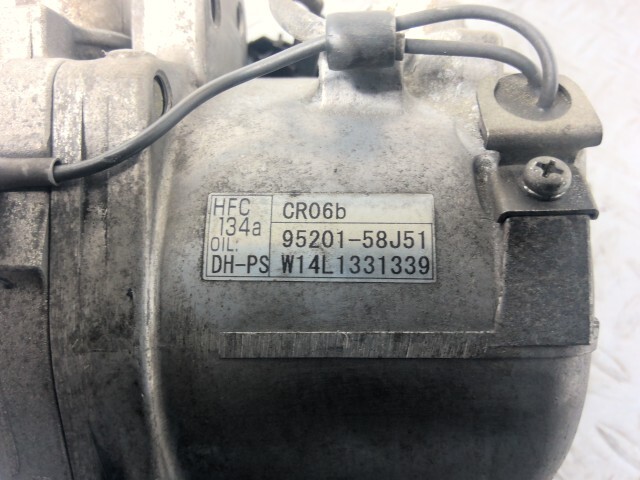 HFC
134a
OIL:
DH-PS
CR06b
95201-58J51
W14L1331339